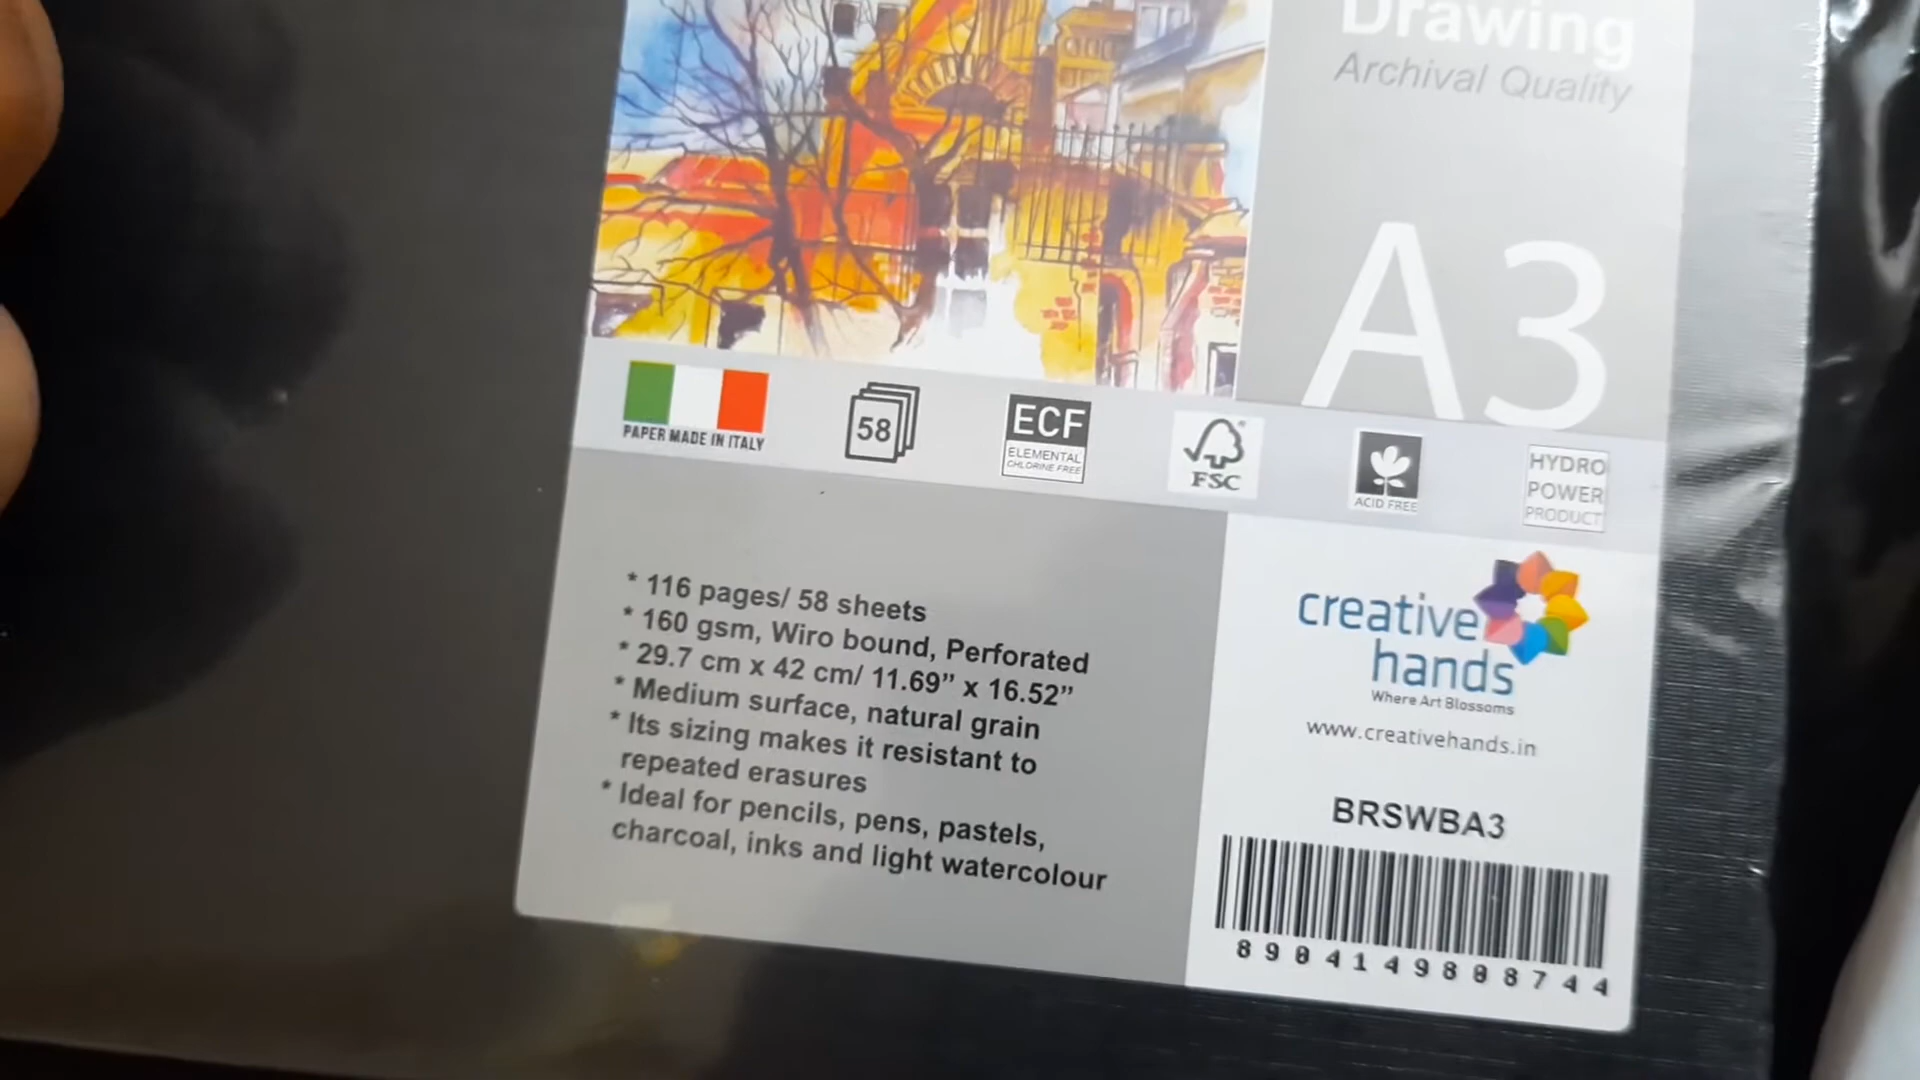 Drawing
Archival Quality
A3
PAPER MADE IN ITALY
58
ECF
ELEMENTAL
CHLORINE FREE
FSC
ACID FREE
HYDRO
POWER
PRODUCT
* 116 pages/ 58 sheets
* 160 gsm, Wiro bound, Perforated
* 29.7 cm x 42 cm/ 11.69” x 16.52”
* Medium surface, natural grain
* Its sizing makes it resistant to
repeated erasures
* Ideal for pencils, pens, pastels,
charcoal, inks and light watercolour
creative
hands
Where Art Blossoms
www.creativehands.in
BRSWBA3